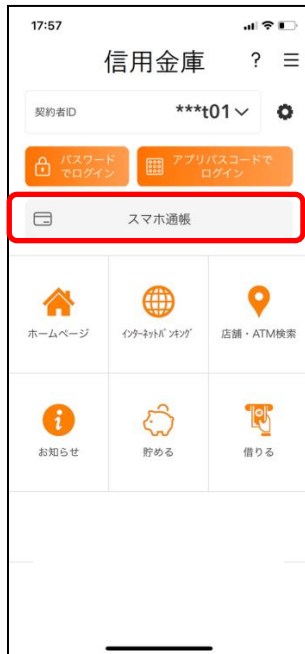 17:57
信用金庫 ?
契約者ID ***t01
パスワード
でログイン
アプリパスコードで
ログイン
スマホ通帳
ホームページ
インターネットバンキング
店舗・ATM検索
お知らせ
貯める
借りる